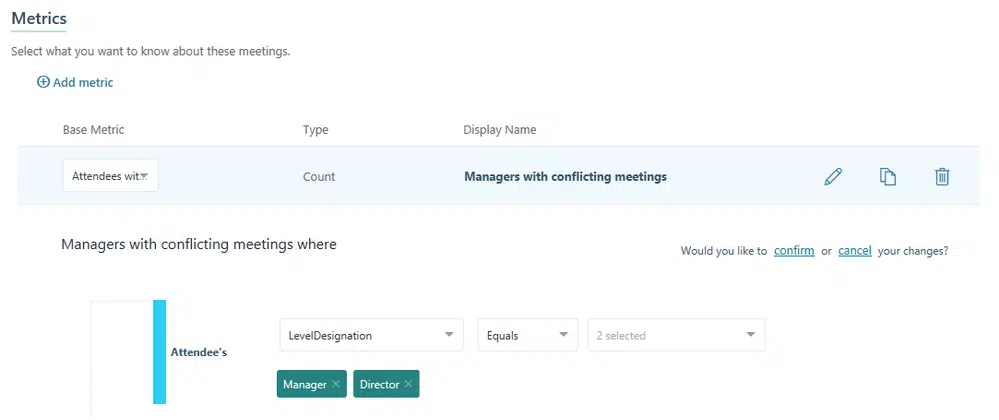 Metrics
Select what you want to know about these meetings.
Add metric
Base Metric Type Display Name
Attendees wit... Count Managers with conflicting meetings
Managers with conflicting meetings where
Would you like to confirm or cancel your changes?
LevelDesignation Equals 2 selected
Attendee's
Manager × Director ×